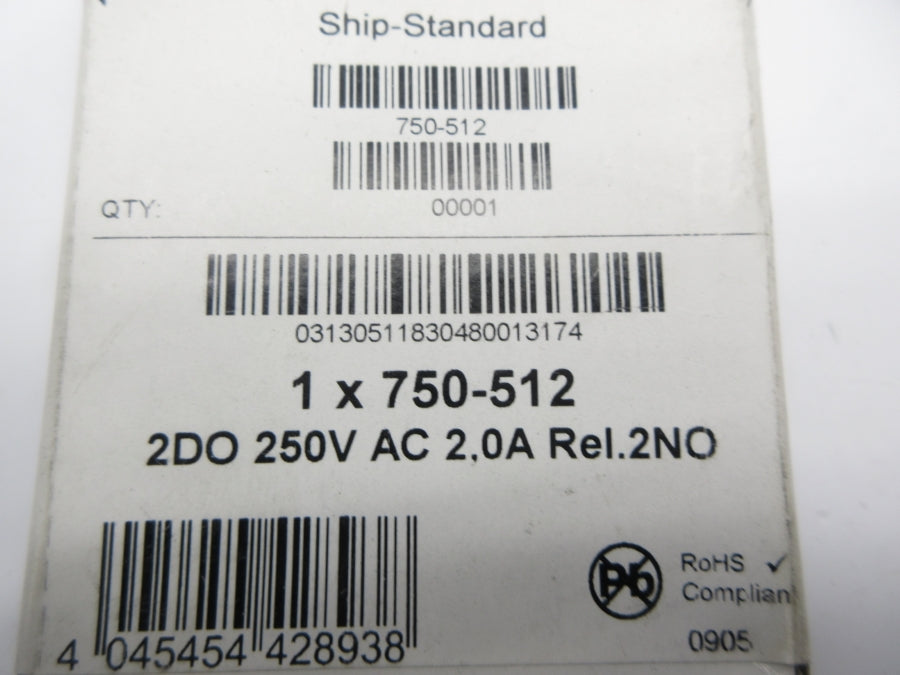 Ship-Standard
750-512
QTY: 00001
03130511830480013174
1 x 750-512
2DO 250V AC 2,0A Rel.2NO
Pb
RoHS ✓
Complian
0905
4 045454 428938